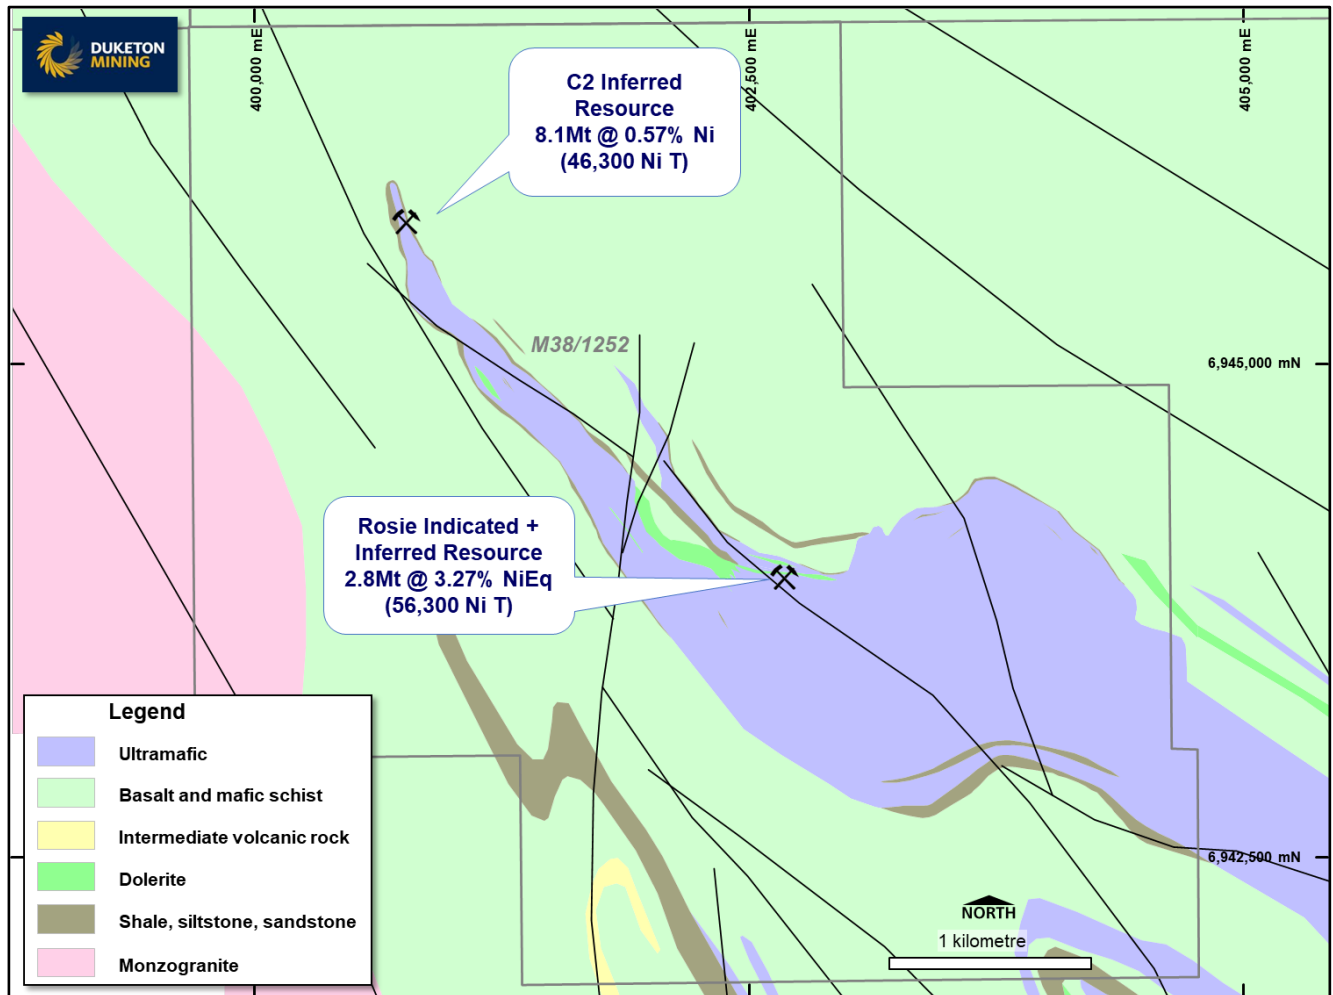 DUKETON
MINING
400,000 mE
402,500 mE
405,000 mE
C2 Inferred
Resource
8.1Mt @ 0.57% Ni
(46,300 Ni T)
M38/1252
6,945,000 mN
Rosie Indicated +
Inferred Resource
2.8Mt @ 3.27% NiEq
(56,300 Ni T)
Legend
Ultramafic
Basalt and mafic schist
Intermediate volcanic rock
Dolerite
Shale, siltstone, sandstone
Monzogranite
6,942,500 mN
NORTH
1 kilometre